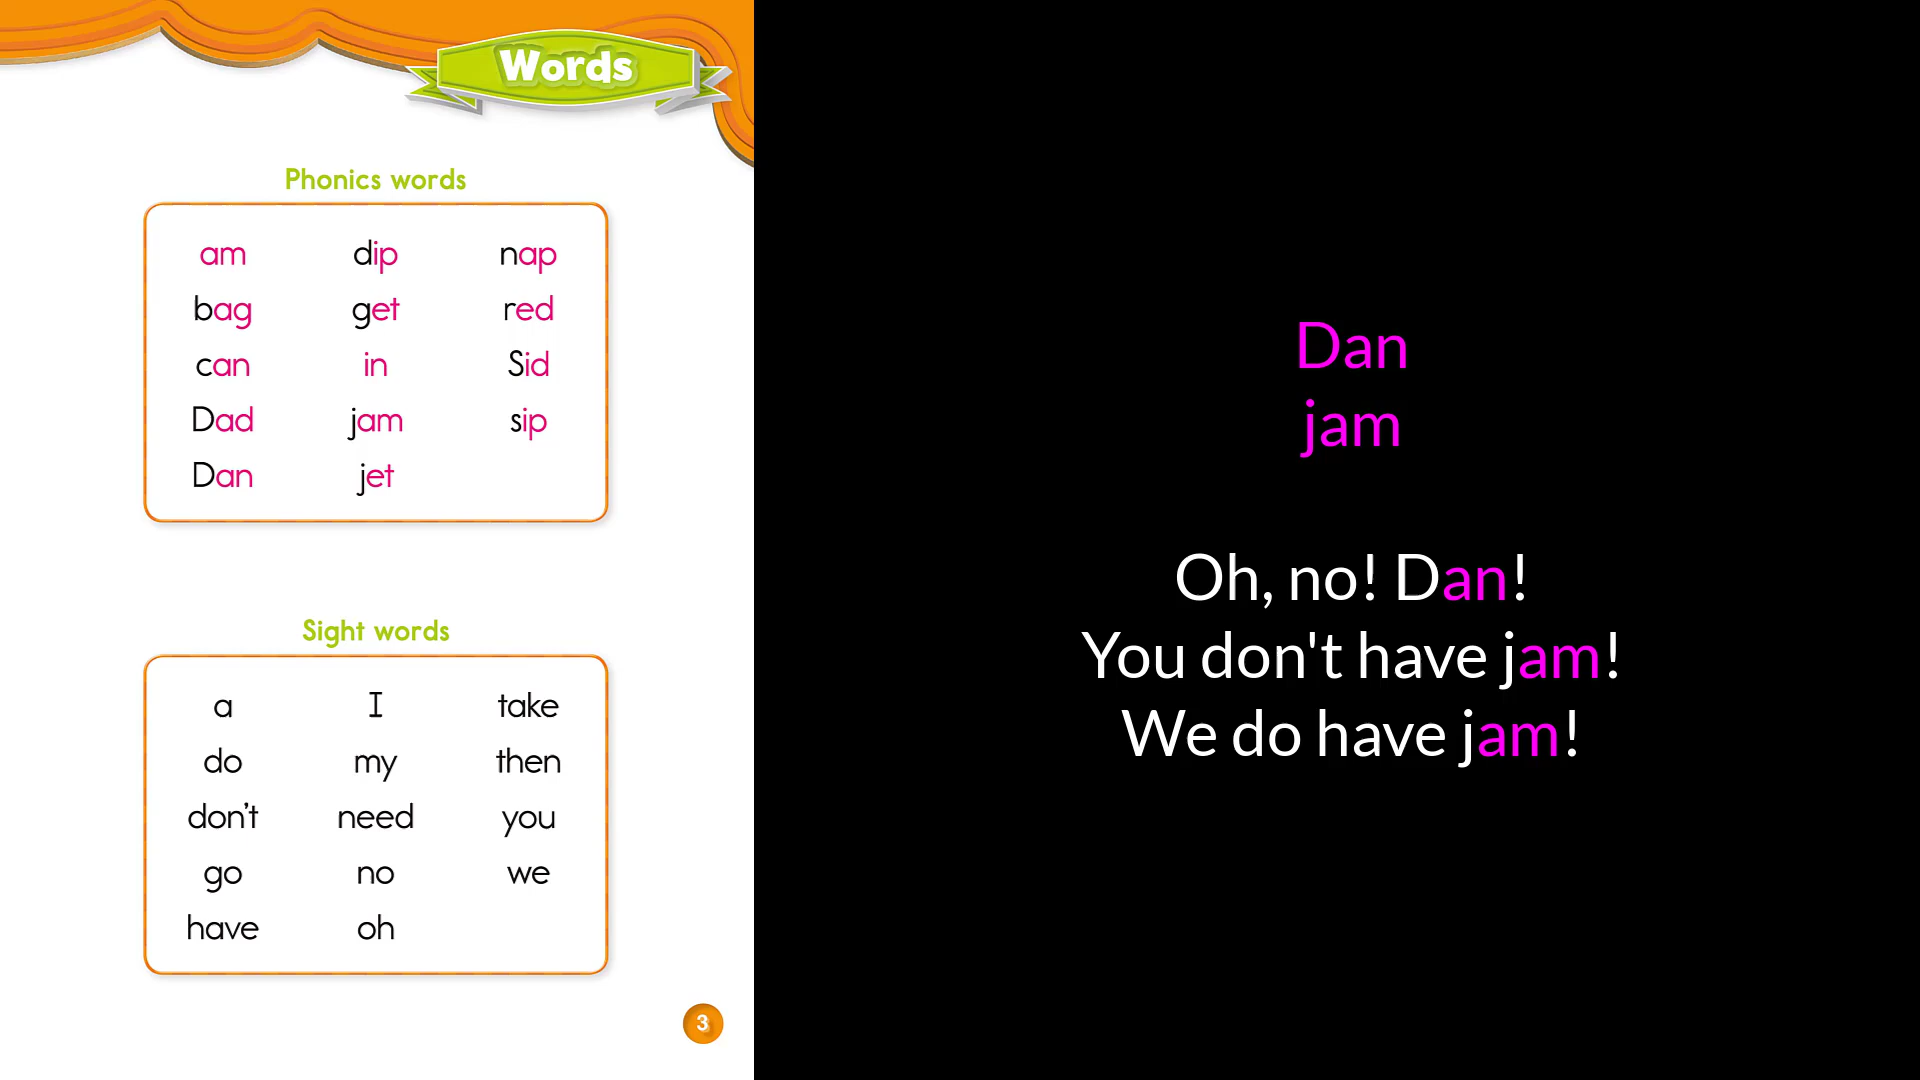 Words
Phonics words
am dip nap
bag get red
can in Sid
Dad jam sip
Dan jet
Sight words
a I take
do my then
don't need you
go no we
have oh
3
Dan
jam
Oh, no! Dan!
You don't have jam!
We do have jam!